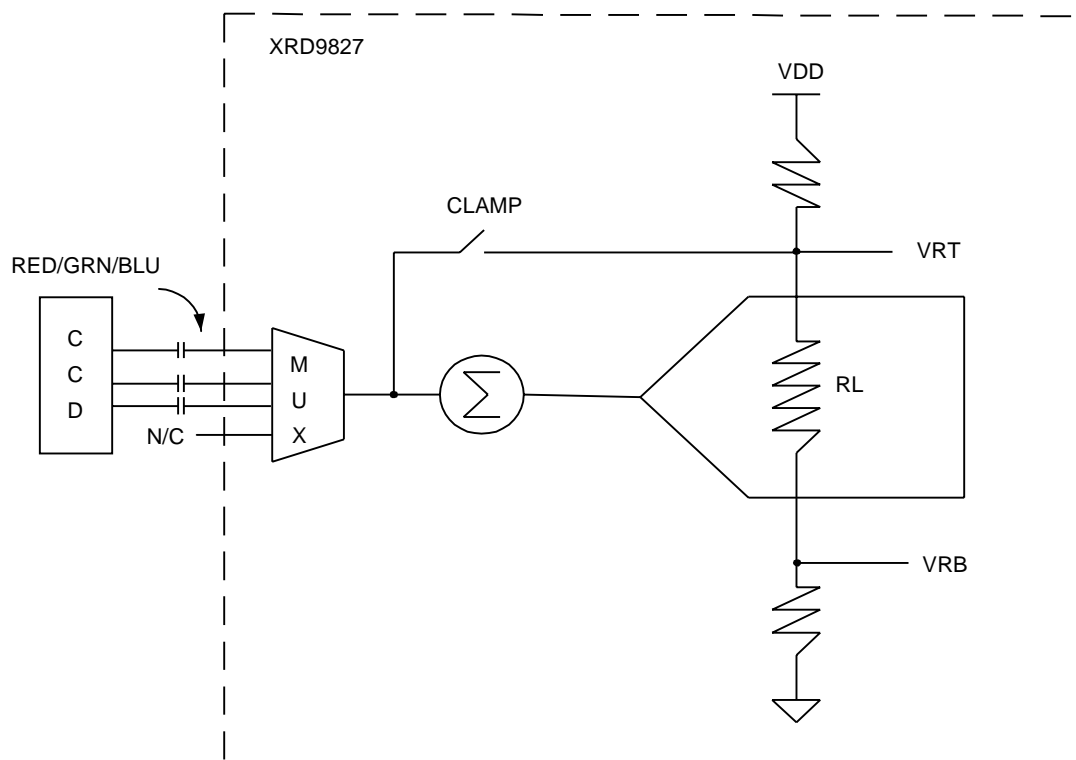 XRD9827
VDD
CLAMP
VRT
RED/GRN/BLU
C
C
D
M
U
X
Σ
RL
N/C
VRB